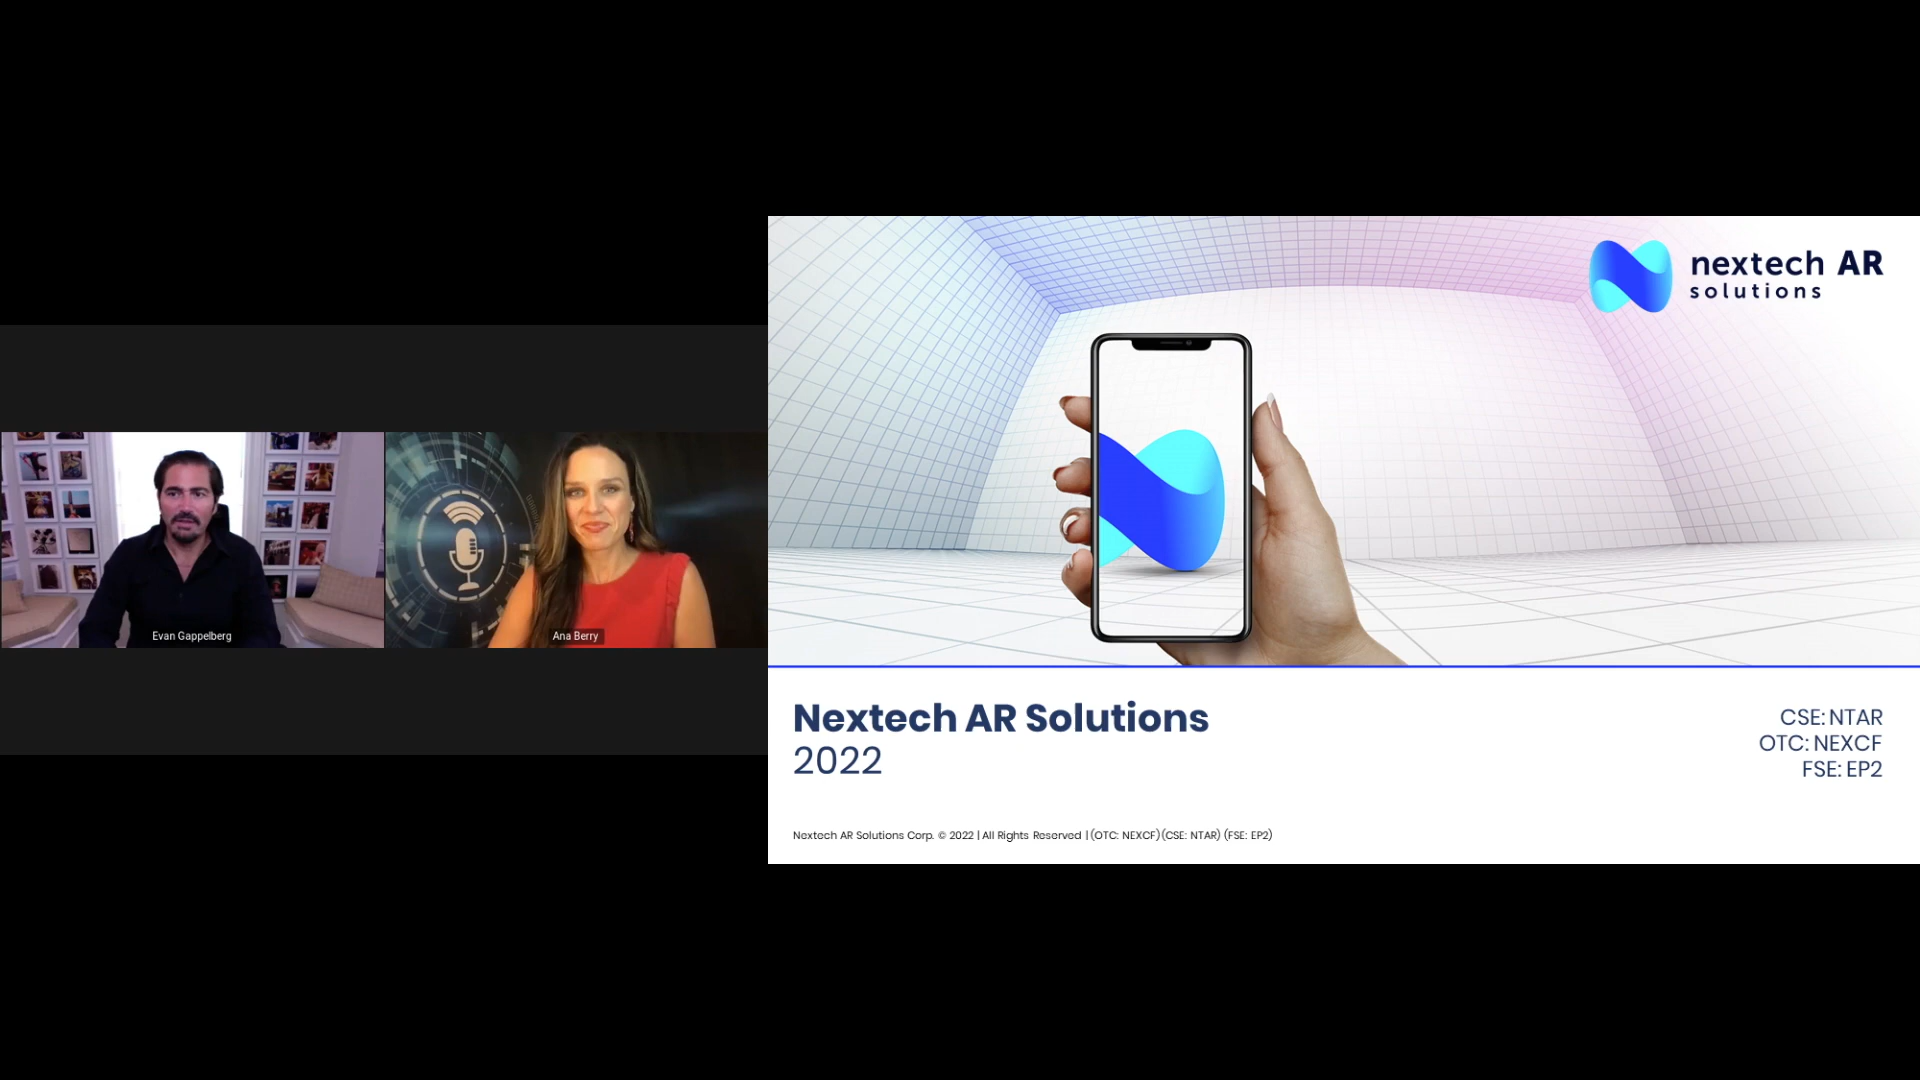 Evan Gappelberg
Ana Berry
nextech AR
solutions
Nextech AR Solutions
2022
CSE: NTAR
OTC: NEXCF
FSE: EP2
Nextech AR Solutions Corp. © 2022 | All Rights Reserved | (OTC: NEXCF)(CSE: NTAR) (FSE: EP2)